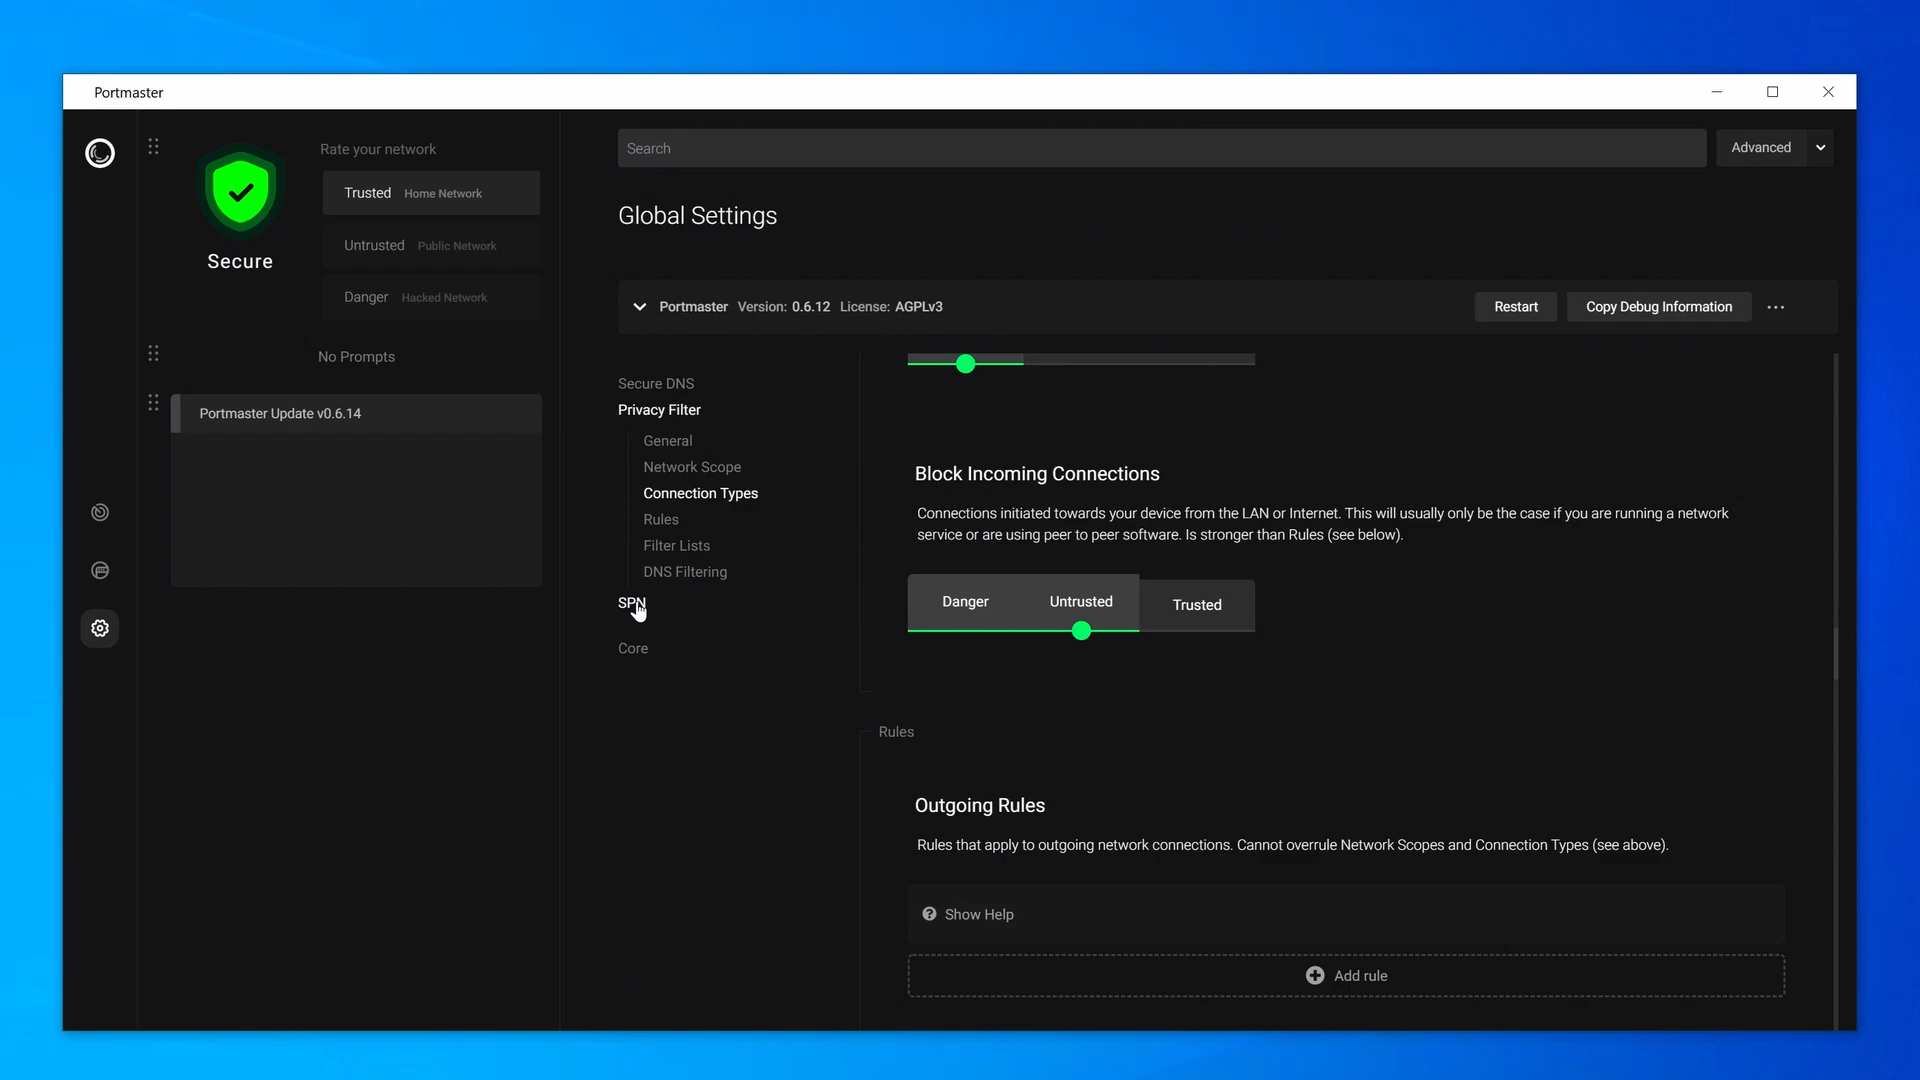 Portmaster
Rate your network
Trusted Home Network
Untrusted Public Network
Danger Hacked Network
Secure
No Prompts
Portmaster Update v0.6.14
Search
Advanced
Global Settings
Portmaster Version: 0.6.12 License: AGPLv3
Restart
Copy Debug Information
Secure DNS
Privacy Filter
General
Network Scope
Connection Types
Rules
Filter Lists
DNS Filtering
SPN
Core
Block Incoming Connections
Connections initiated towards your device from the LAN or Internet. This will usually only be the case if you are running a network
service or are using peer to peer software. Is stronger than Rules (see below).
Danger Untrusted Trusted
Rules
Outgoing Rules
Rules that apply to outgoing network connections. Cannot overrule Network Scopes and Connection Types (see above).
Show Help
Add rule